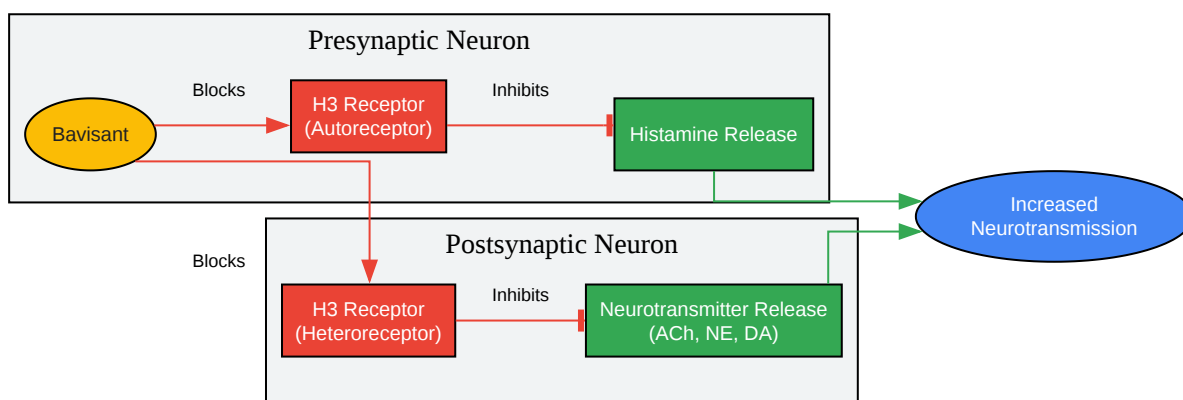 Presynaptic Neuron
Blocks
Inhibits
H3 Receptor
(Autoreceptor)
Bavisant
Histamine Release
Increased
Neurotransmission
Postsynaptic Neuron
Blocks
Inhibits
H3 Receptor
(Heteroreceptor)
Neurotransmitter Release
(ACh, NE, DA)